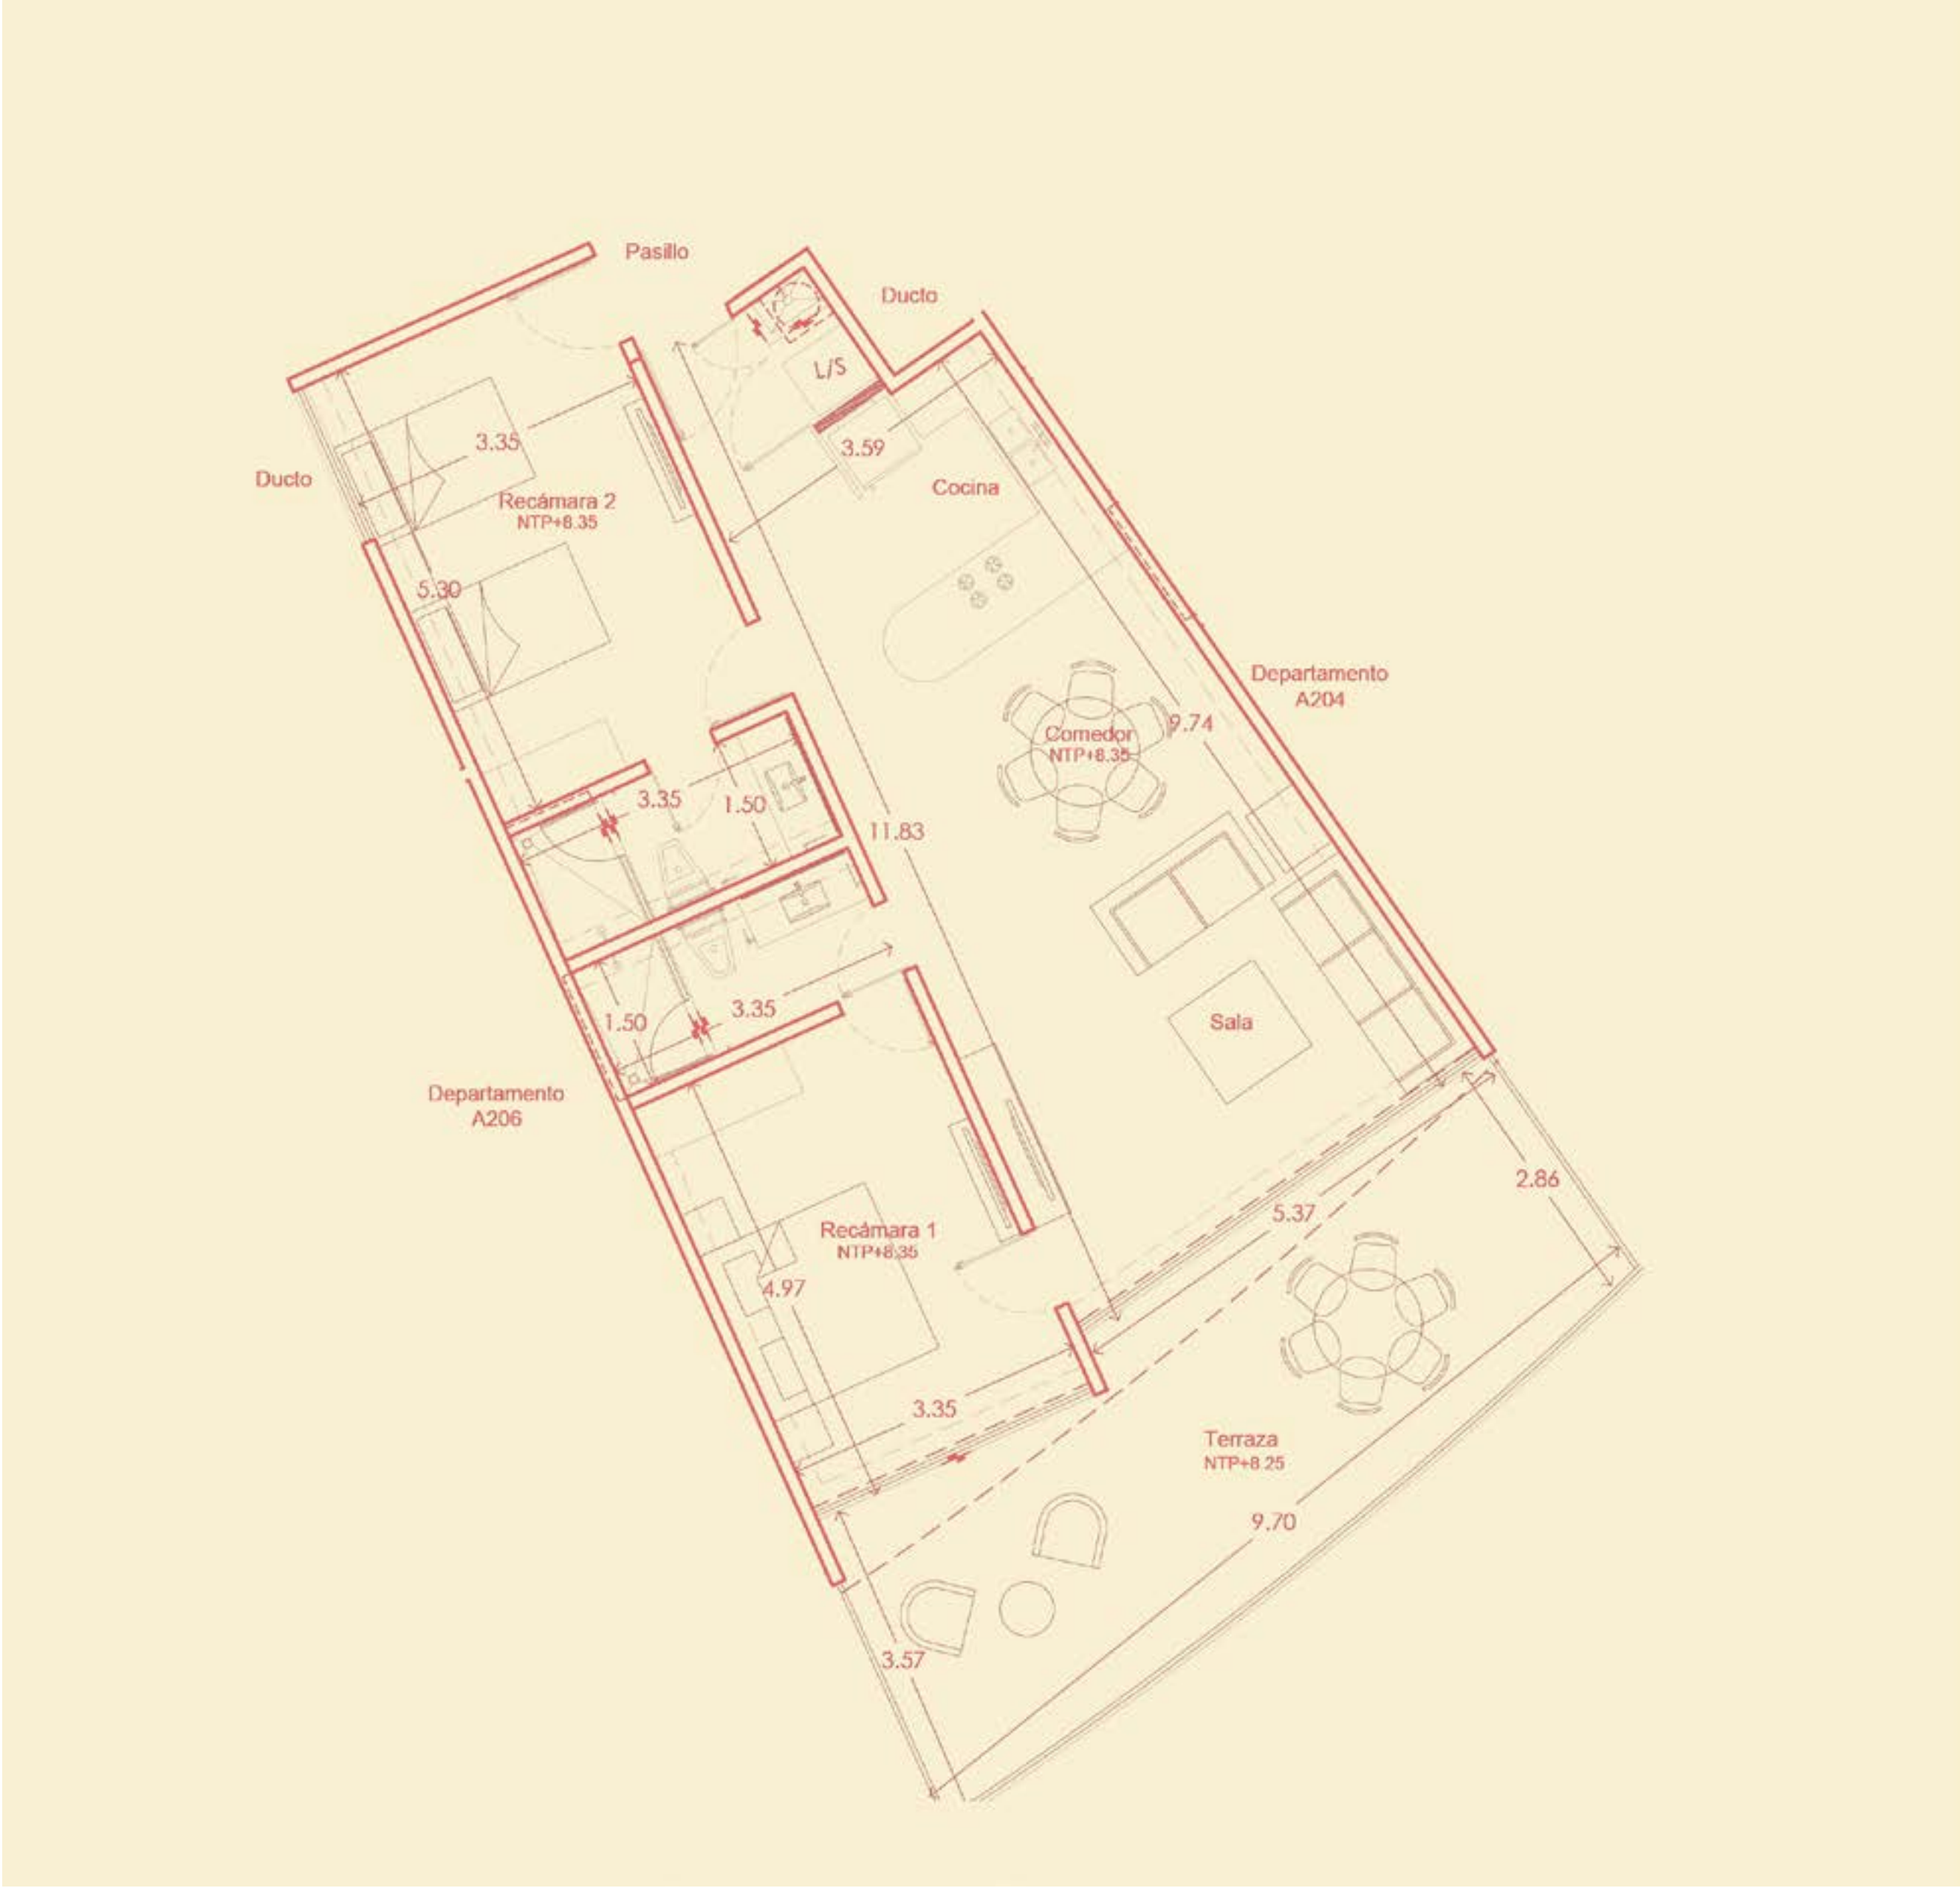 Pasillo
Ducto
L/S
3.59
3.35
Ducto
Cocina
Recámara 2
NTP+8.35
5.30
Departamento
A204
9.74
Comedor
NTP+8.35
3.35
1.50
11.83
3.35
1.50
Sala
Departamento
A206
2.86
5.37
Recámara 1
NTP+8.35
4.97
3.35
Terraza
NTP+8.25
9.70
3.57